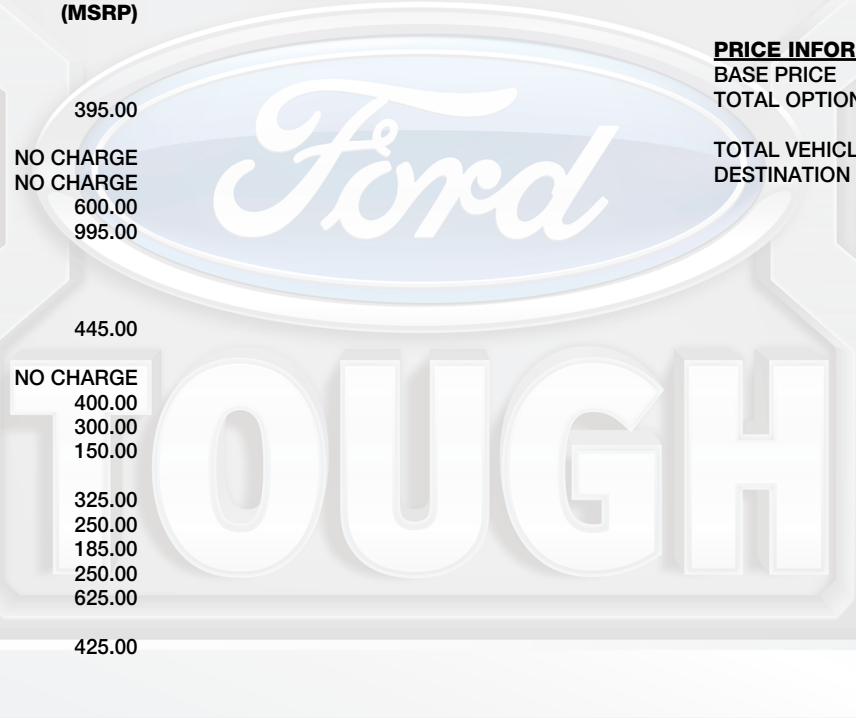 (MSRP)
PRICE INFOR
BASE PRICE
395.00
TOTAL OPTION
NO CHARGE
TOTAL VEHICL
NO CHARGE
DESTINATION
600.00
995.00
Ford
445.00
NO CHARGE
400.00
300.00
150.00
325.00
250.00
185.00
250.00
625.00
TOUGH
425.00